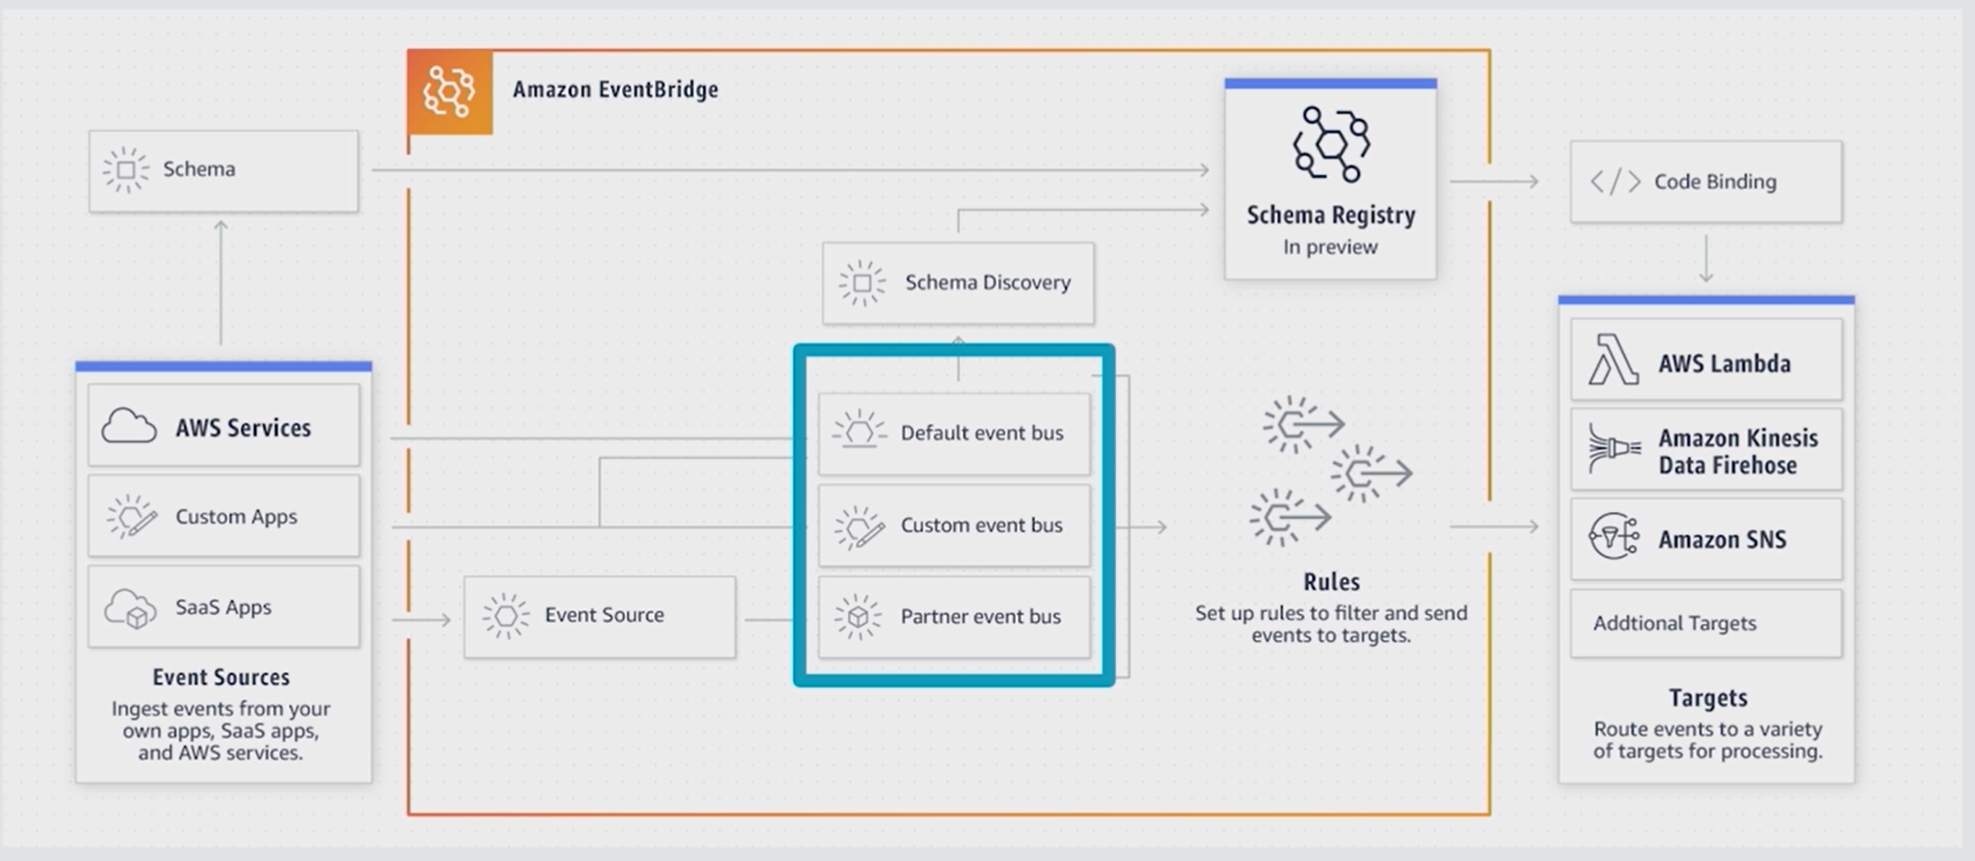 Amazon EventBridge
Schema
Schema Registry
In preview
Code Binding
Schema Discovery
AWS Services
Custom Apps
SaaS Apps
Event Sources
Ingest events from your
own apps, SaaS apps,
and AWS services.
Event Source
Default event bus
Custom event bus
Partner event bus
Rules
Set up rules to filter and send
events to targets.
AWS Lambda
Amazon Kinesis
Data Firehose
Amazon SNS
Addtional Targets
Targets
Route events to a variety
of targets for processing.